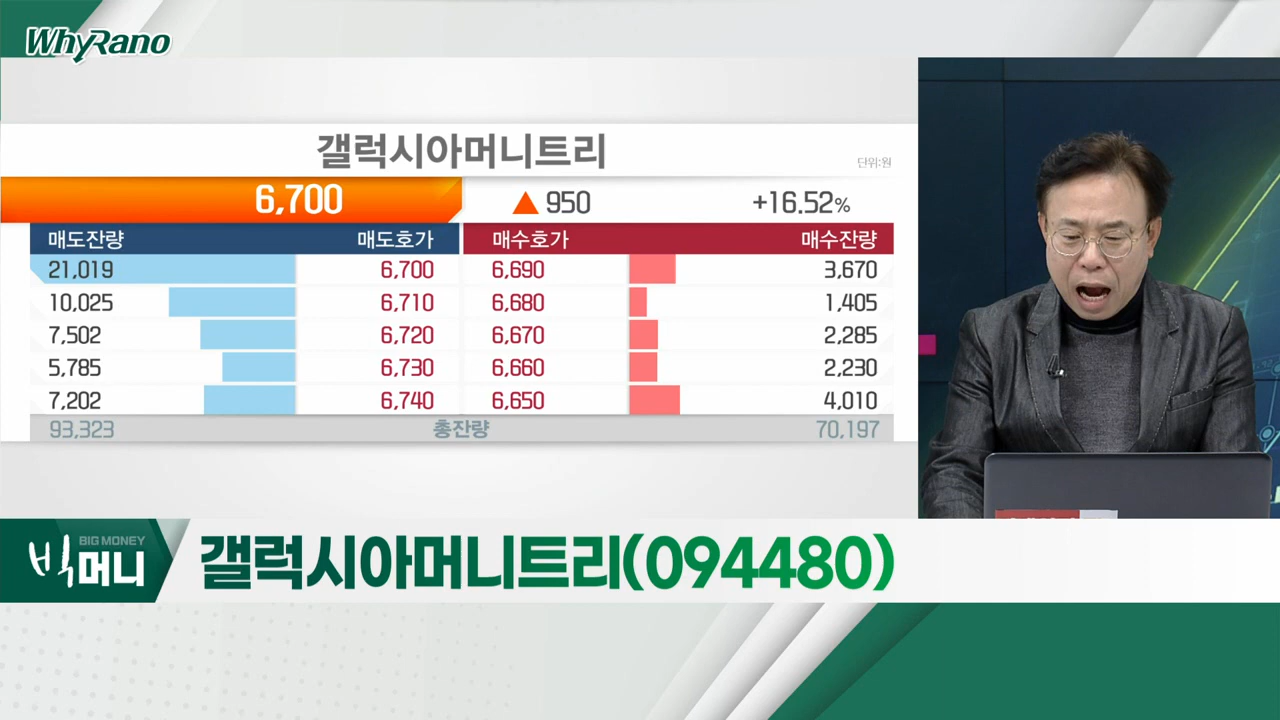 WhyRano
갤럭시아머니트리
단위:원
6,700 ▲ 950 +16.52%
매도잔량 매도호가 매수호가 매수잔량
21,019 6,700 6,690 3,670
10,025 6,710 6,680 1,405
7,502 6,720 6,670 2,285
5,785 6,730 6,660 2,230
7,202 6,740 6,650 4,010
93,323 총잔량 70,197
BIG MONEY
빅머니
갤럭시아머니트리(094480)